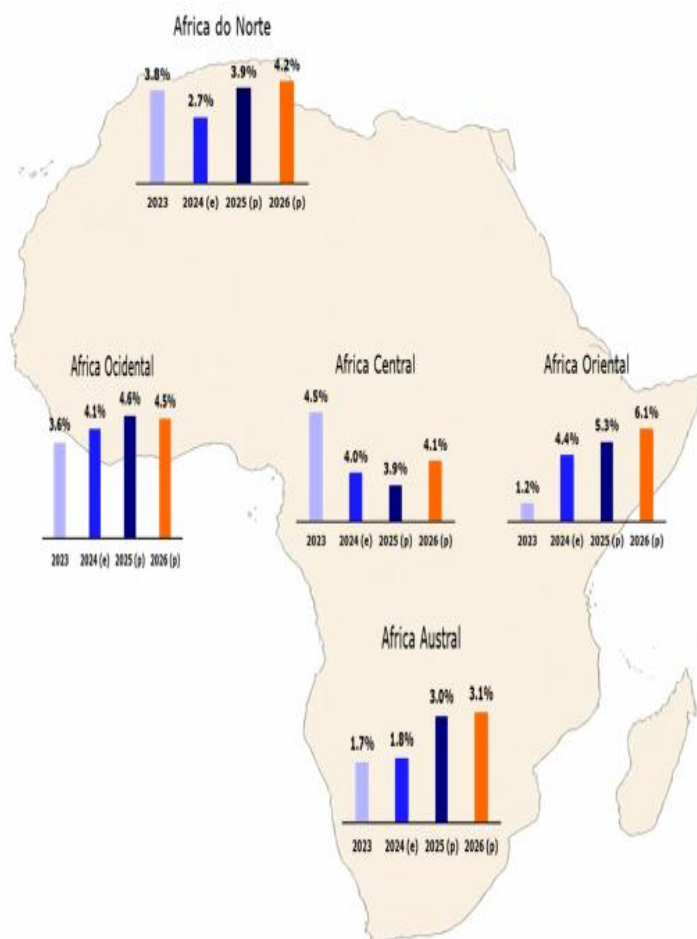 Africa do Norte
3.8% 2.7% 3.9% 4.2%
2023 2024 (e) 2025 (p) 2026 (p)
Africa Ocidental
3.6% 4.1% 4.6% 4.5%
2023 2024 (e) 2025 (p) 2026 (p)
Africa Central
4.5% 4.0% 3.9% 4.1%
2023 2024 (e) 2025 (p) 2026 (p)
Africa Oriental
1.2% 4.4% 5.3% 6.1%
2023 2024 (e) 2025 (p) 2026 (p)
Africa Austral
1.7% 1.8% 3.0% 3.1%
2023 2024 (e) 2025 (p) 2026 (p)